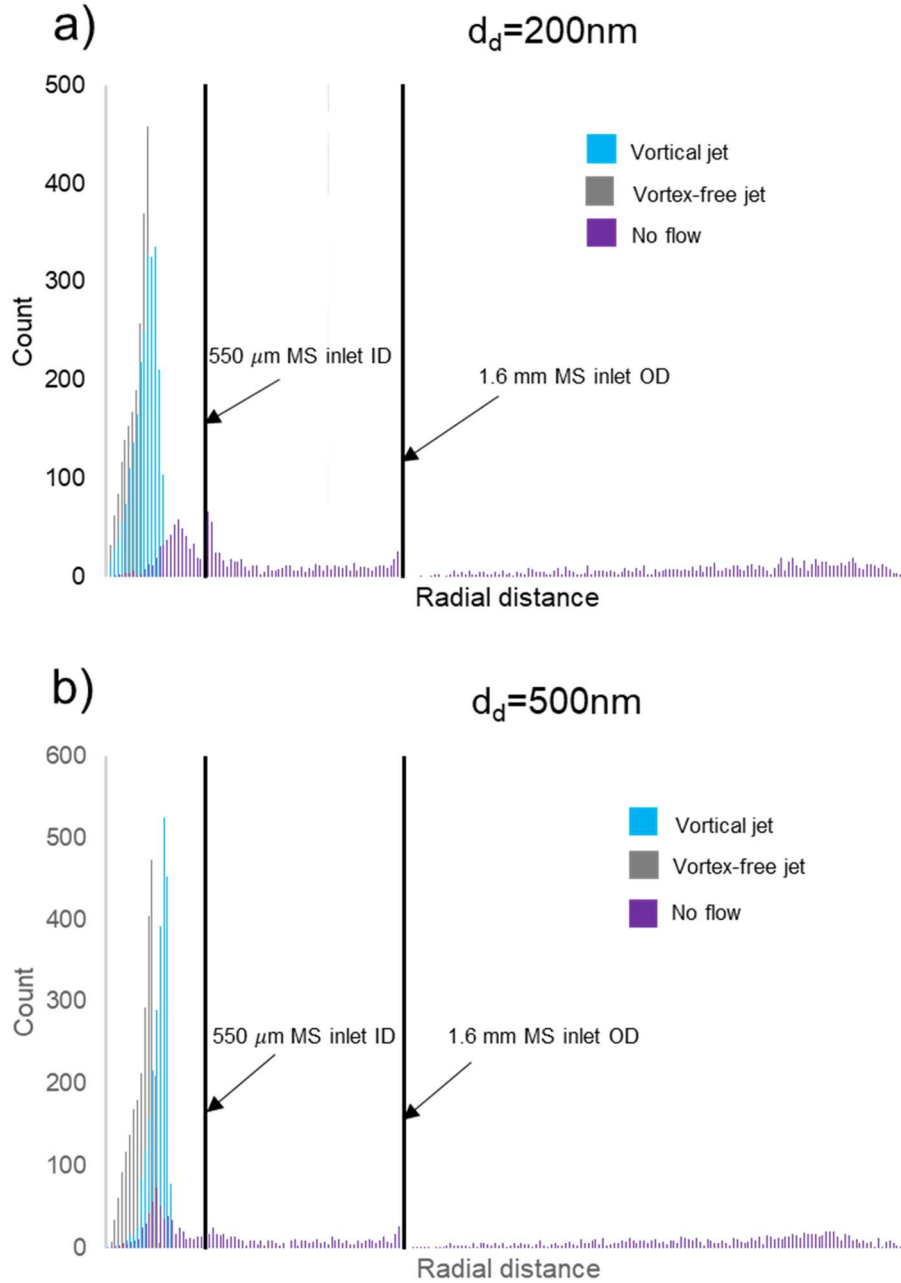 a)
d_d=200nm
500
400
300
200
100
0
Count
Vortical jet
Vortex-free jet
No flow
550 μm MS inlet ID
1.6 mm MS inlet OD
Radial distance
b)
d_d=500nm
600
500
400
300
200
100
0
Count
Vortical jet
Vortex-free jet
No flow
550 μm MS inlet ID
1.6 mm MS inlet OD
Radial distance